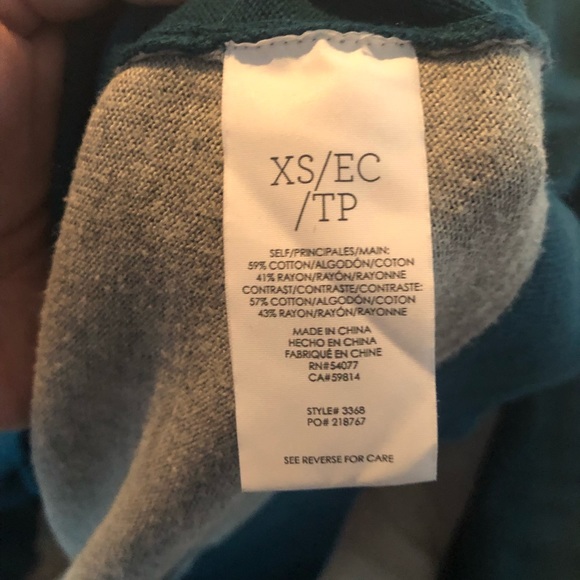 XS/EC
/TP
SELF/PRINCIPALES/MAIN:
59% COTTON/ALGODÓN/COTON
41% RAYON/RAYÓN/RAYONNE
CONTRAST/CONTRASTE/CONTRASTE:
57% COTTON/ALGODÓN/COTON
43% RAYON/RAYÓN/RAYONNE
MADE IN CHINA
HECHO EN CHINA
FABRIQUÉ EN CHINE
RN#54077
CA#59814
STYLE# 3368
PO# 218767
SEE REVERSE FOR CARE